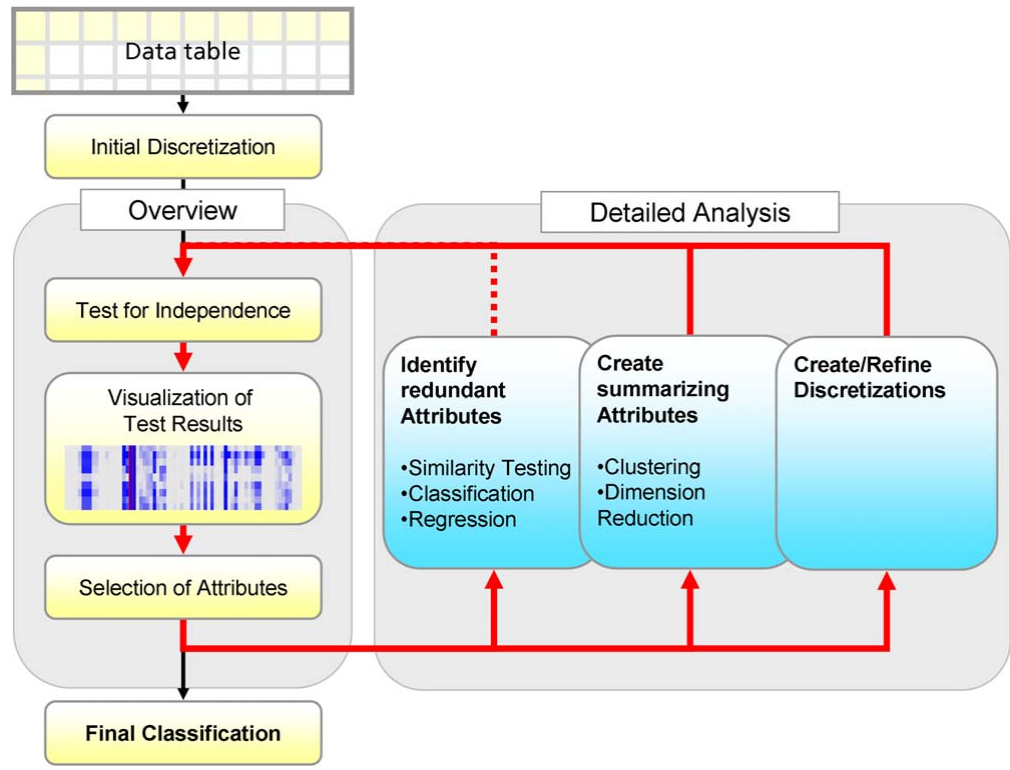 Data table
Initial Discretization
Overview
Test for Independence
Visualization of
Test Results
Selection of Attributes
Final Classification
Detailed Analysis
Identify
redundant
Attributes
•Similarity Testing
•Classification
•Regression
Create
summarizing
Attributes
•Clustering
•Dimension
Reduction
Create/Refine
Discretizations